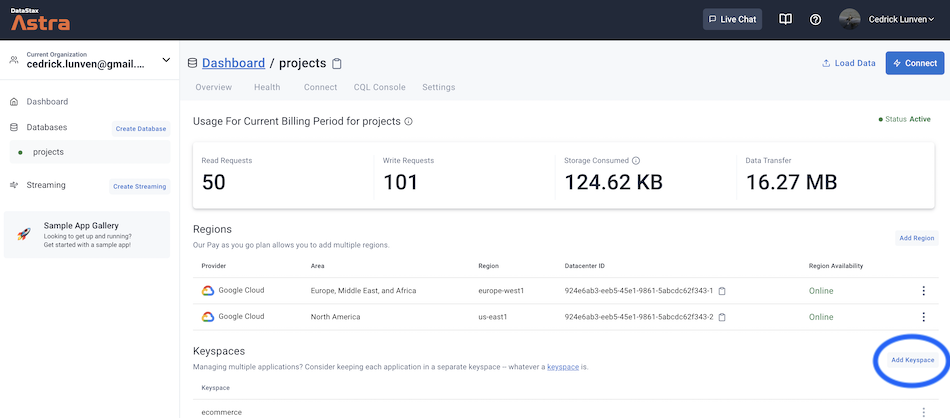 DataStax
Astra
Live Chat
Cedrick Lunven
Current Organization
cedrick.lunven@gmail....
Dashboard / projects
Load Data
Connect
Overview Health Connect CQL Console Settings
Dashboard
Databases
Create Database
projects
Streaming
Create Streaming
Sample App Gallery
Looking to get up and running?
Get started with a sample app!
Usage For Current Billing Period for projects
Status Active
Read Requests Write Requests Storage Consumed Data Transfer
50 101 124.62 KB 16.27 MB
Regions
Our Pay as you go plan allows you to add multiple regions.
Add Region
Provider Area Region Datacenter ID Region Availability
Google Cloud Europe, Middle East, and Africa europe-west1 924e6ab3-eeb5-45e1-9861-5abcdc62f343-1 Online
Google Cloud North America us-east1 924e6ab3-eeb5-45e1-9861-5abcdc62f343-2 Online
Keyspaces
Managing multiple applications? Consider keeping each application in a separate keyspace – whatever a keyspace is.
Add Keyspace
Keyspace
ecommerce